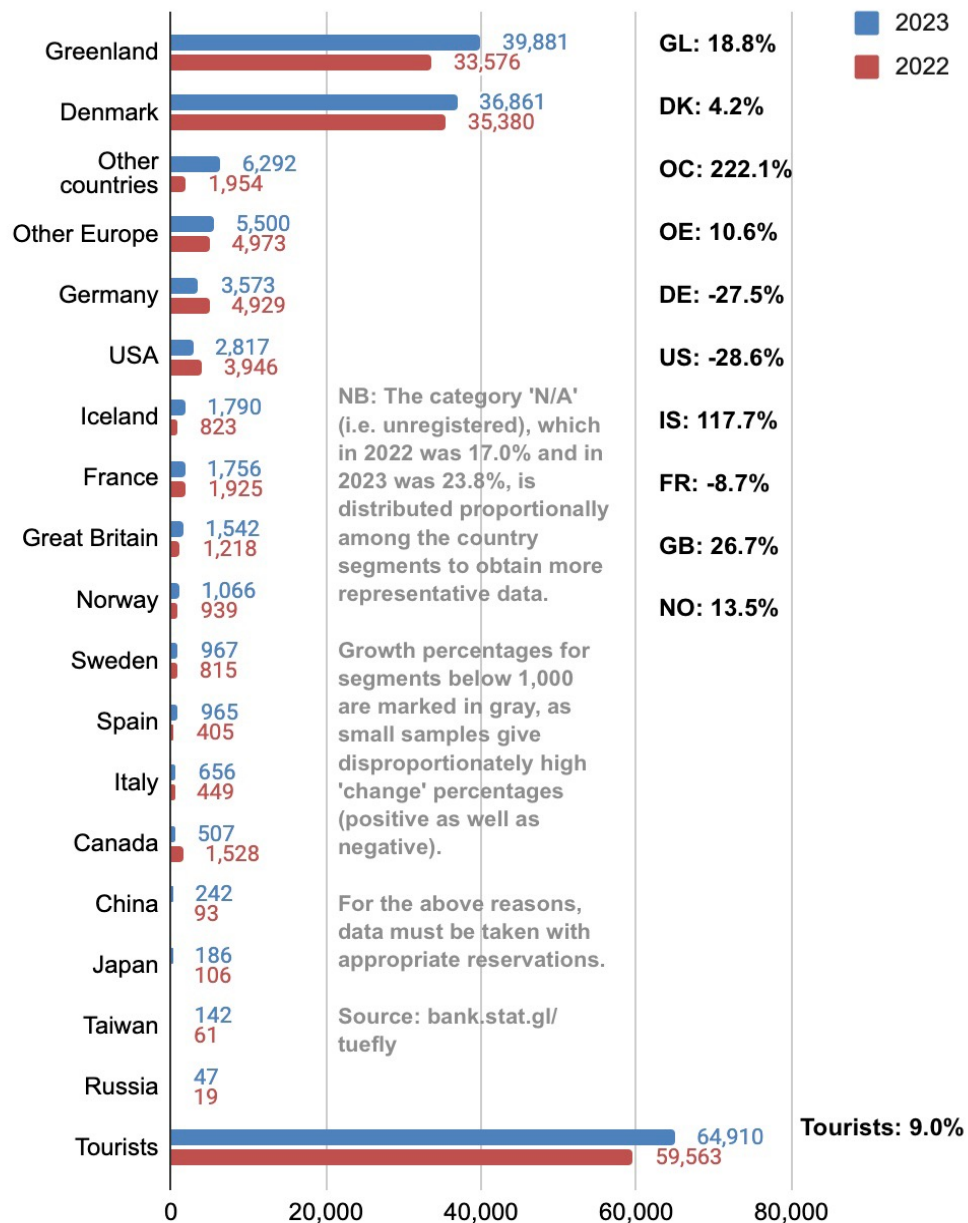 2023
2022
Greenland 39,881 GL: 18.8%
33,576
Denmark 36,861 DK: 4.2%
35,380
Other
countries 6,292 OC: 222.1%
1,954
Other Europe 5,500 OE: 10.6%
4,973
Germany 3,573 DE: -27.5%
4,929
USA 2,817 US: -28.6%
3,946
Iceland 1,790 IS: 117.7%
823
France 1,756 FR: -8.7%
1,925
Great Britain 1,542 GB: 26.7%
1,218
Norway 1,066 NO: 13.5%
939
Sweden 967
815
Spain 965
405
Italy 656
449
Canada 507
1,528
China 242
93
Japan 186
106
Taiwan 142
61
Russia 47
19
Tourists 64,910 Tourists: 9.0%
59,563
NB: The category 'N/A'
(i.e. unregistered), which
in 2022 was 17.0% and in
2023 was 23.8%, is
distributed proportionally
among the country
segments to obtain more
representative data.
Growth percentages for
segments below 1,000
are marked in gray, as
small samples give
disproportionately high
'change' percentages
(positive as well as
negative).
For the above reasons,
data must be taken with
appropriate reservations.
Source: bank.stat.gl/
tuefly
0 20,000 40,000 60,000 80,000